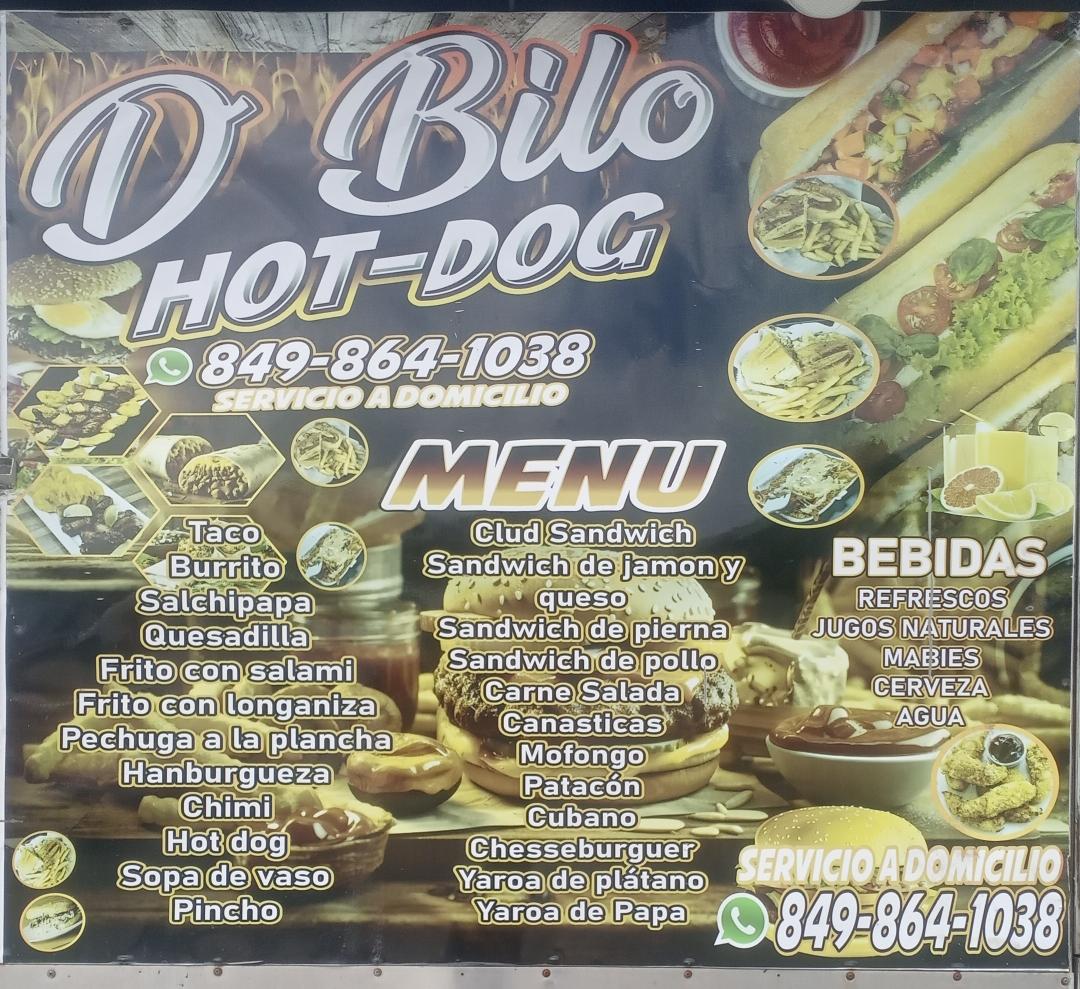 D' Bilo
HOT-DOG
849-864-1038
SERVICIO A DOMICILIO
MENU
Taco
Burrito
Salchipapa
Quesadilla
Frito con salami
Frito con longaniza
Pechuga a la plancha
Hanburgueza
Chimi
Hot dog
Sopa de vaso
Pincho
Clud Sandwich
Sandwich de jamon y
queso
Sandwich de pierna
Sandwich de pollo
Carne Salada
Canasticas
Mofongo
Patacón
Cubano
Chesseburguer
Yaroa de plátano
Yaroa de Papa
BEBIDAS
REFRESCOS
JUGOS NATURALES
MABIES
CERVEZA
AGUA
SERVICIO A DOMICILIO
849-864-1038